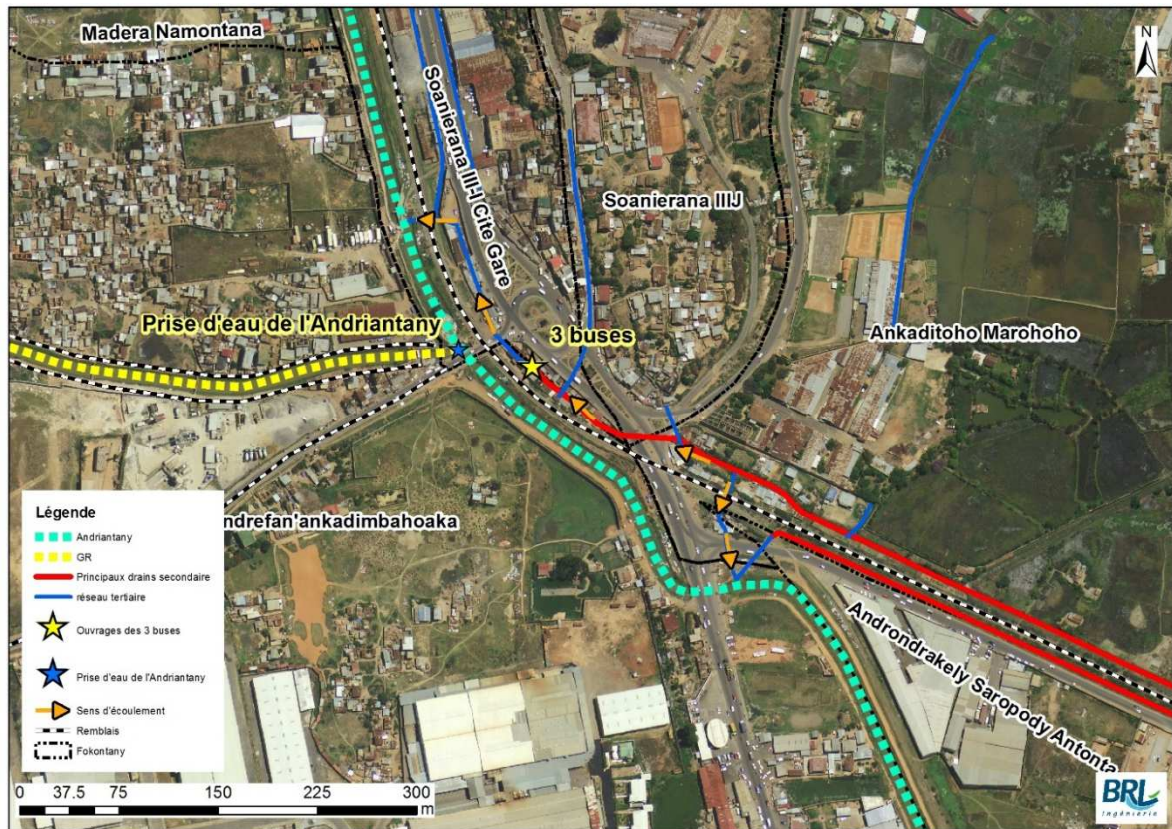 Madera Namontana
N
Soanierana III-I Cite Gare
Soanierana IIIJ
Prise d'eau de l'Andriantany
3 buses
Ankaditoho Marohoho
ndrefan'ankadimbahoaka
Androndrakely Saropody Antonta
Légende
Andriantany
GR
Principaux drains secondaire
réseau tertiaire
Ouvrages des 3 buses
Prise d'eau de l'Andriantany
Sens d'écoulement
Remblais
Fokontany
0 37.5 75 150 225 300
m
BRL
Ingénierie